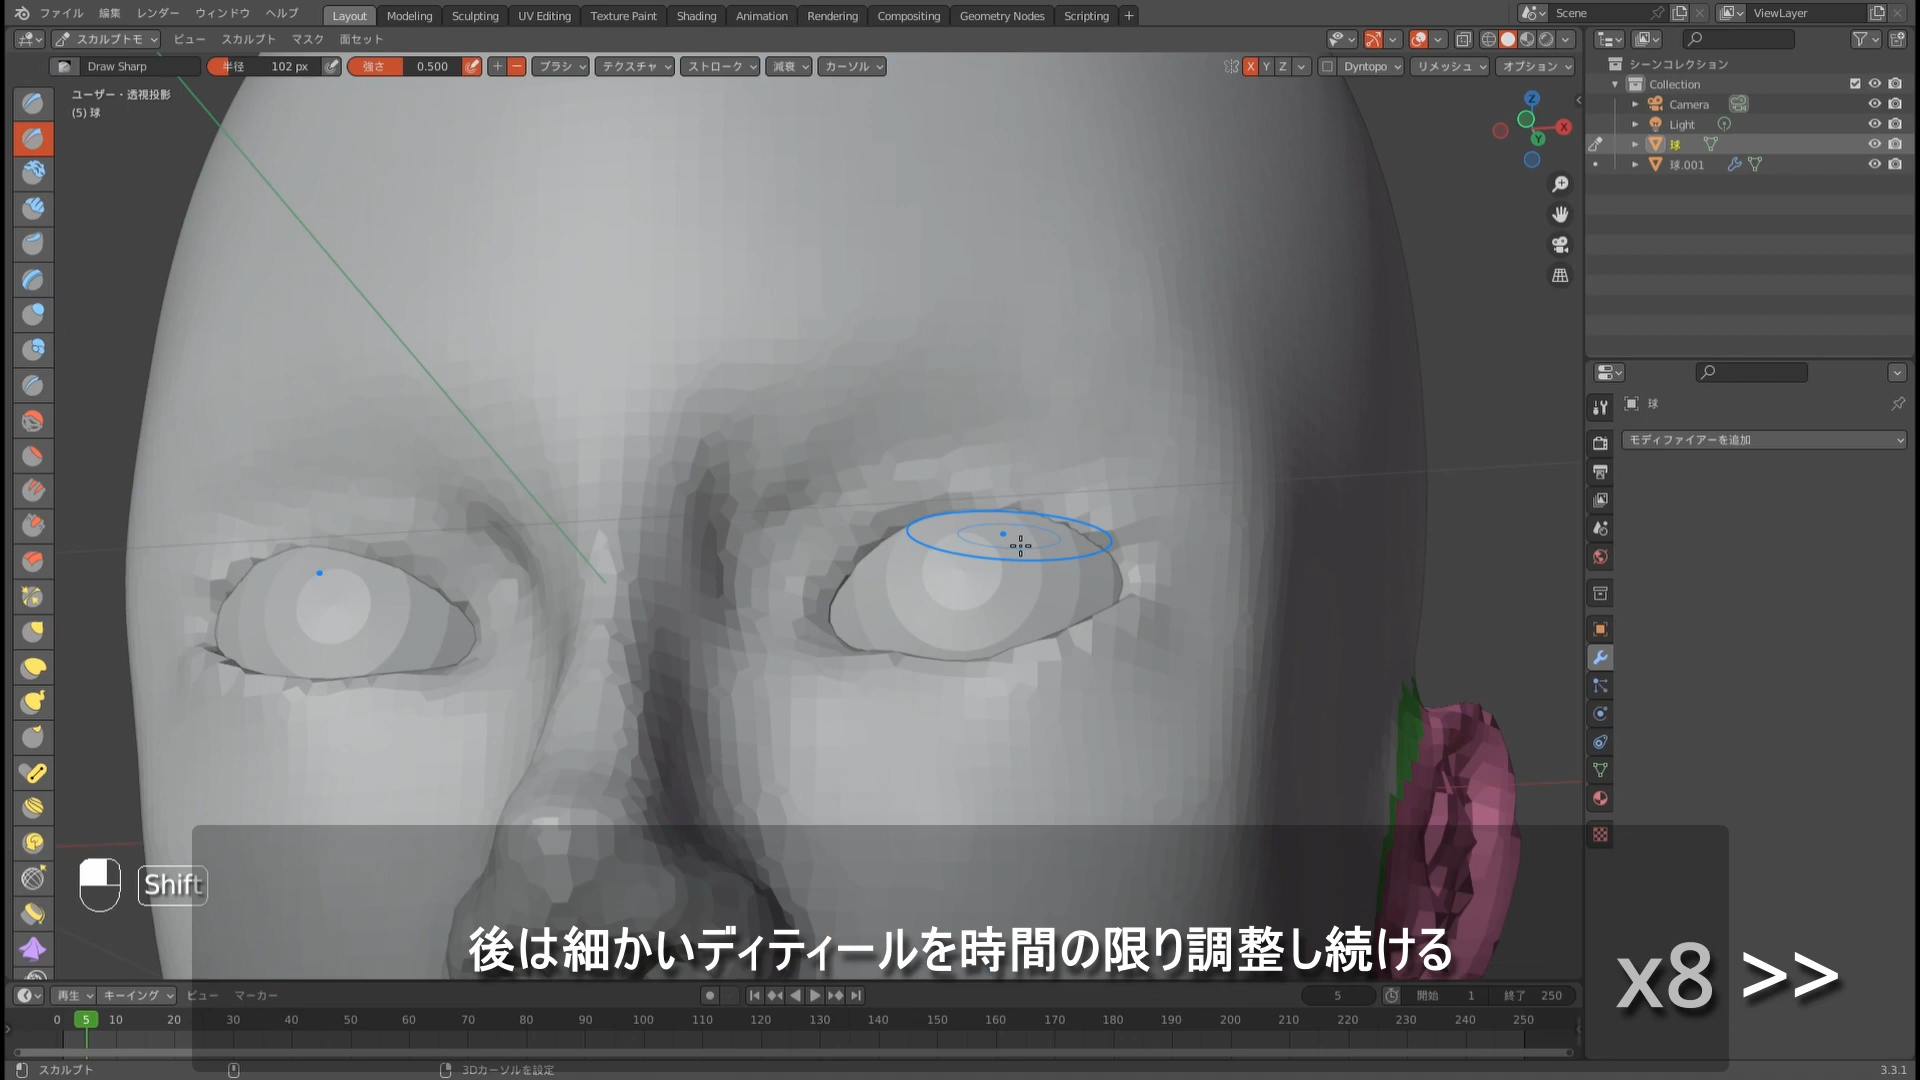 ファイル 編集 レンダー ウィンドウ ヘルプ Layout Modeling Sculpting UV Editing Texture Paint Shading Animation Rendering Compositing Geometry Nodes Scripting + Scene ViewLayer
スカルプトモ ビュー スカルプト マスク 面セット
Draw Sharp 半径 102 px 強さ 0.500 ブラシ テクスチャ ストローク 減衰 カーソル X Y Z Dyntopo リメッシュ オプション
ユーザー・透視投影
(5) 球
シーンコレクション
Collection
Camera
Light
球
球.001
Z
X
Y
球
モディファイアーを追加
Shift
後は細かいディティールを時間の限り調整し続ける
x8 >>
再生 キーイング ビュー マーカー 5 開始 1 終了 250
0 5 10 20 30 40 50 60 70 80 90 100 110 120 130 140 150 160 170 180 190 200 210 220 230 240 250
スカルプト 3Dカーソルを設定 3.3.1